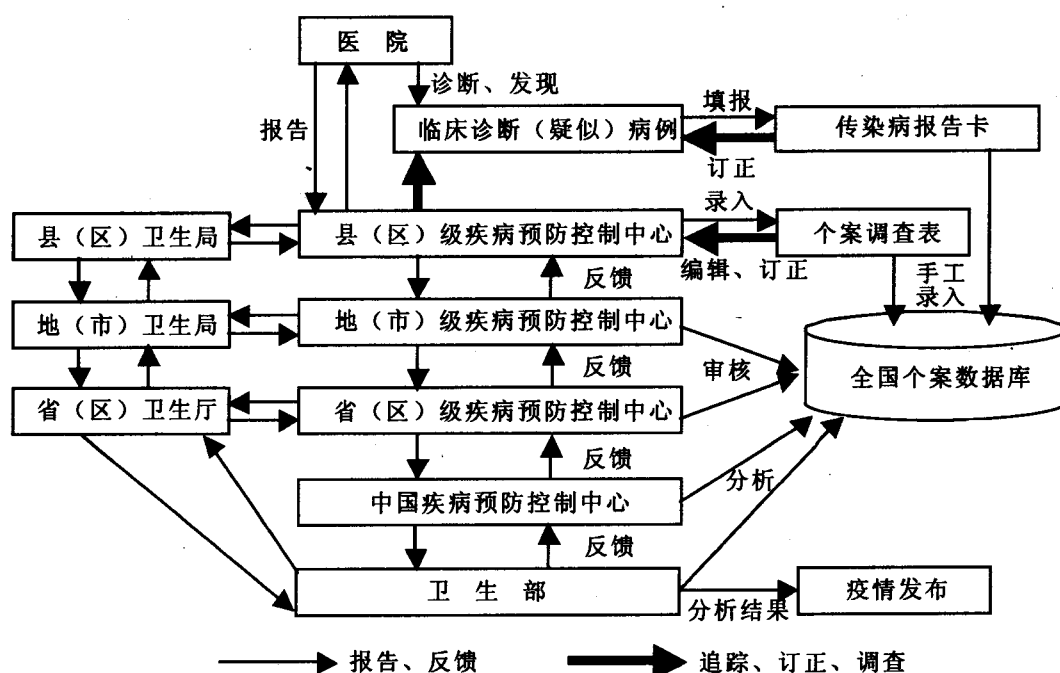 医 院
诊断、发现
报告
临床诊断（疑似）病例
填报
传染病报告卡
订正
录入
县（区）卫生局
县（区）级疾病预防控制中心
个案调查表
编辑、订正
反馈
手工
录入
地（市）卫生局
地（市）级疾病预防控制中心
反馈
审核
全国个案数据库
省（区）卫生厅
省（区）级疾病预防控制中心
反馈
分析
中国疾病预防控制中心
反馈
卫 生 部
分析结果
疫情发布
报告、反馈
追踪、订正、调查